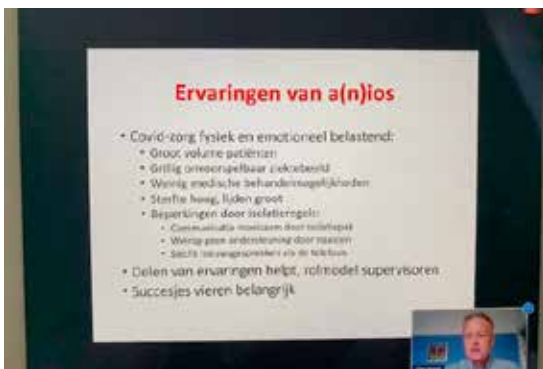 Ervaringen van a(n)ios
• Covid-zorg fysiek en emotioneel belastend:
• Groot volume patiënten
• Grillig onvoorspelbaar ziektebeeld
• Weinig medische behandelmogelijkheden
• Sterfte hoog, lijden groot
• Beperkingen door isolatieregels:
• Communicatie moeizaam door isolatiepak
• Weinig-geen ondersteuning door naasten
• Slecht nieuwsgesprekken via de telefoon
• Delen van ervaringen helpt, rolmodel supervisoren
• Succesjes vieren belangrijk